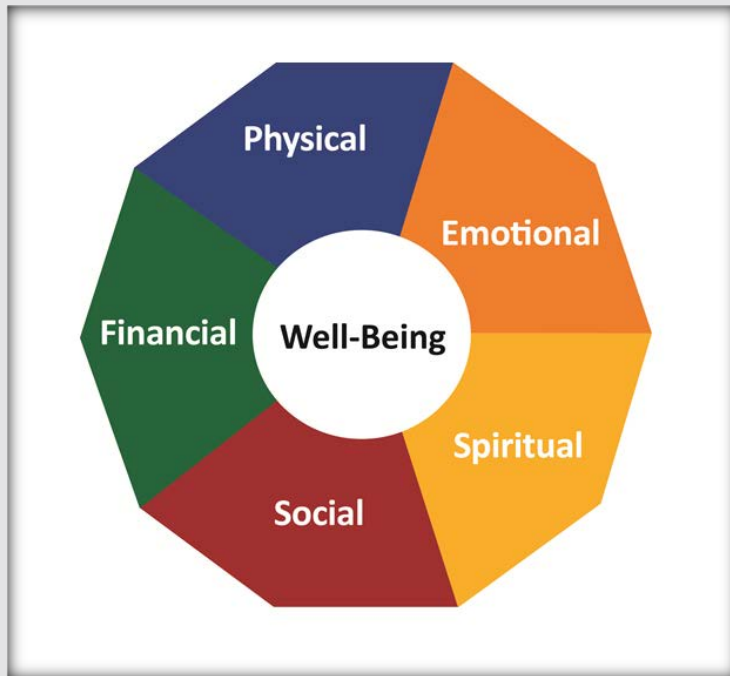 Physical
Emotional
Financial
Well-Being
Spiritual
Social